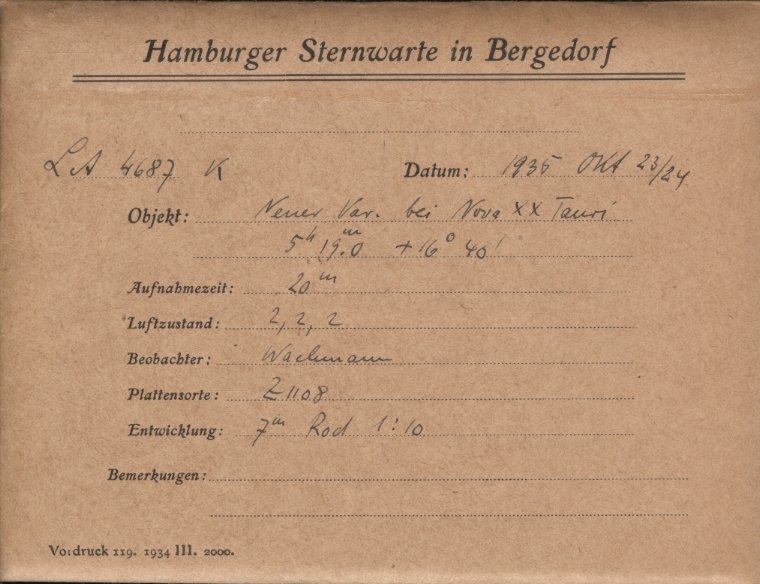 Hamburger Sternwarte in Bergedorf
LA 4687 K Datum: 1935 Okt 23/24
Objekt: Neuer Var. bei Nova XX Tauri
5h 19m.0 +16° 40'
Aufnahmezeit: 20m
Luftzustand: 2, 2, 2
Beobachter: Wachmann
Plattensorte: Z 1108
Entwicklung: 7m Rod 1:10
Bemerkungen:
Vordruck 119. 1934 III. 2000.